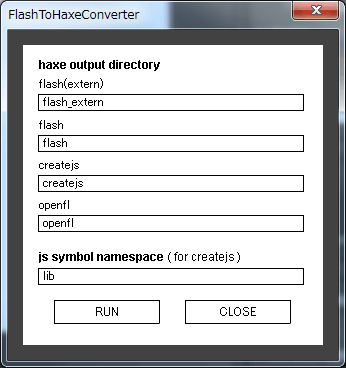 FlashToHaxeConverter
haxe output directory
flash(extern)
flash_extern
flash
flash
createjs
createjs
openfl
openfl
js symbol namespace ( for createjs )
lib
RUN CLOSE